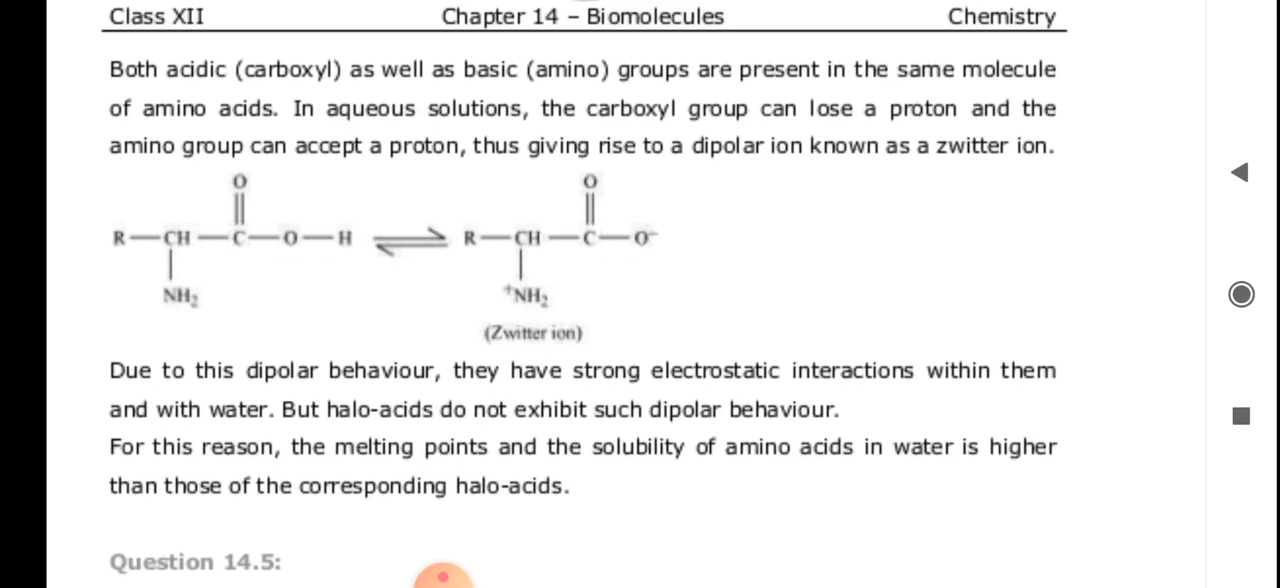 Class XII Chapter 14 – Biomolecules Chemistry
Both acidic (carboxyl) as well as basic (amino) groups are present in the same molecule
of amino acids. In aqueous solutions, the carboxyl group can lose a proton and the
amino group can accept a proton, thus giving rise to a dipolar ion known as a zwitter ion.
O O
R—CH—C—O—H ⇌ R—CH—C—O⁻
NH₂ ⁺NH₂
(Zwitter ion)
Due to this dipolar behaviour, they have strong electrostatic interactions within them
and with water. But halo-acids do not exhibit such dipolar behaviour.
For this reason, the melting points and the solubility of amino acids in water is higher
than those of the corresponding halo-acids.
Question 14.5: